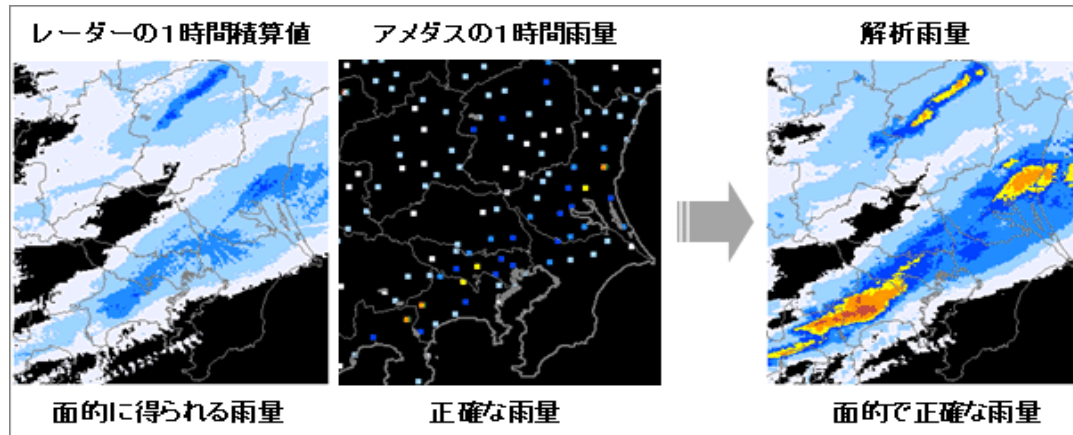 レーダーの1時間積算値
アメダスの1時間雨量
解析雨量
面的に得られる雨量
正確な雨量
面的で正確な雨量